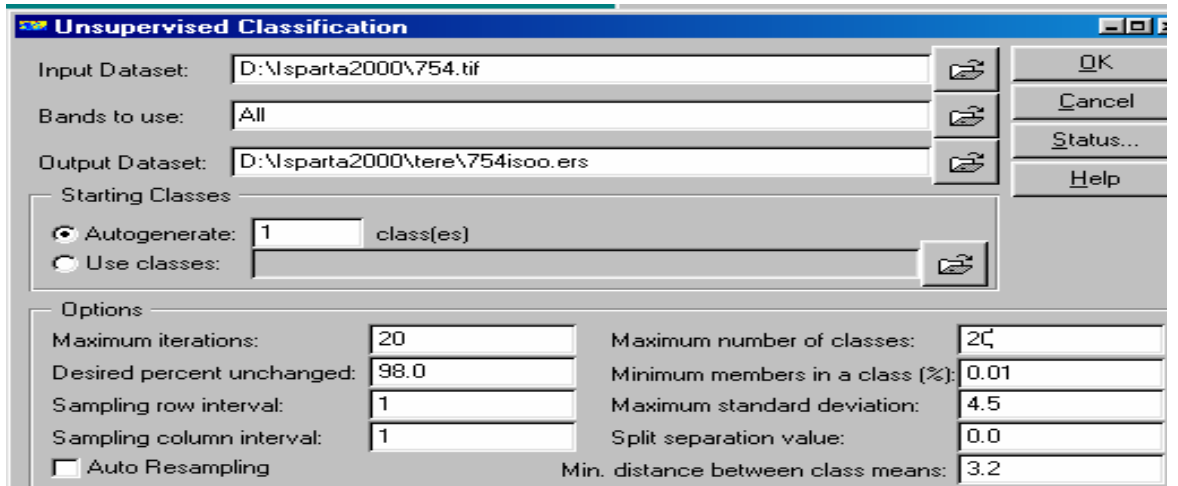 Unsupervised Classification
Input Dataset: D:\Isparta2000\754.tif
OK
Bands to use: All
Cancel
Output Dataset: D:\Isparta2000\tere\754isoo.ers
Status...
Help
Starting Classes
Autogenerate: 1 class(es)
Use classes:
Options
Maximum iterations: 20
Maximum number of classes:
Desired percent unchanged: 98.0
Minimum members in a class (%): 0.01
Sampling row interval: 1
Maximum standard deviation: 4.5
Sampling column interval: 1
Split separation value: 0.0
Auto Resampling
Min. distance between class means: 3.2